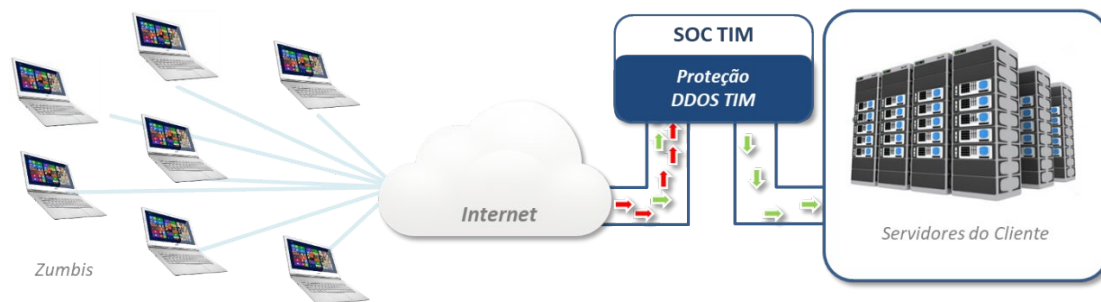 SOC TIM
Proteção
DDOS TIM
Internet
Servidores do Cliente
Zumbis